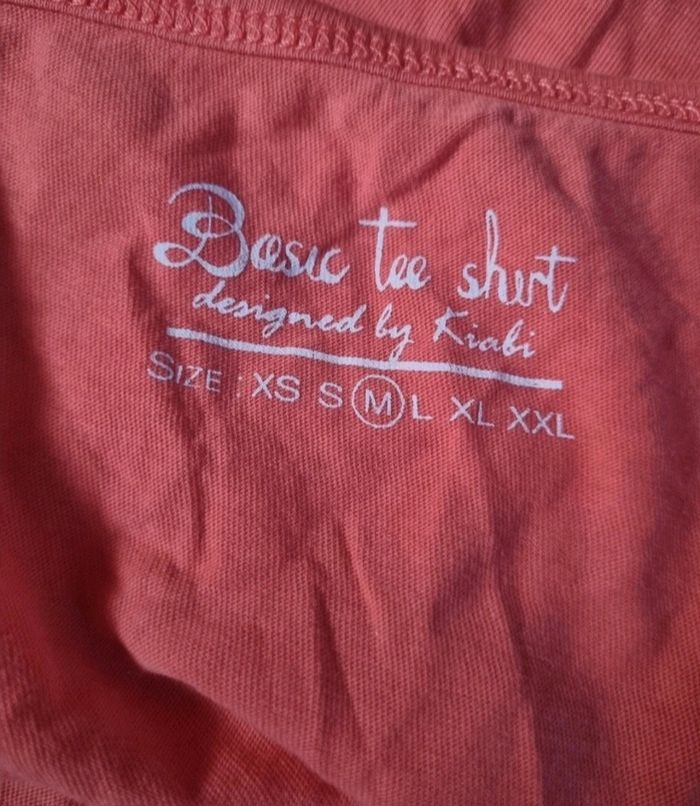 Basic tee shirt
designed by Kiabi
SIZE : XS S M L XL XXL